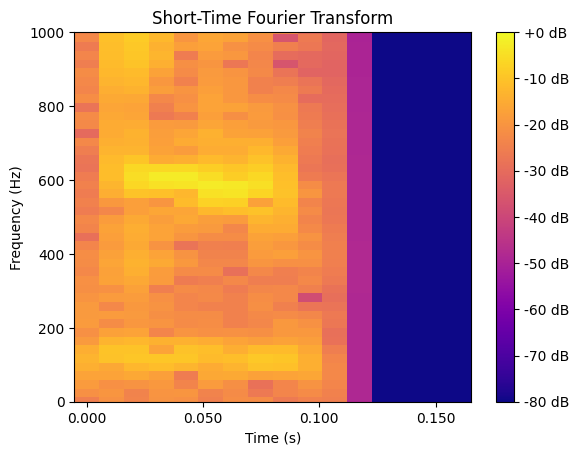 Short-Time Fourier Transform
1000
800
600
400
200
0
Frequency (Hz)
0.000
0.050
0.100
0.150
Time (s)
+0 dB
-10 dB
-20 dB
-30 dB
-40 dB
-50 dB
-60 dB
-70 dB
-80 dB